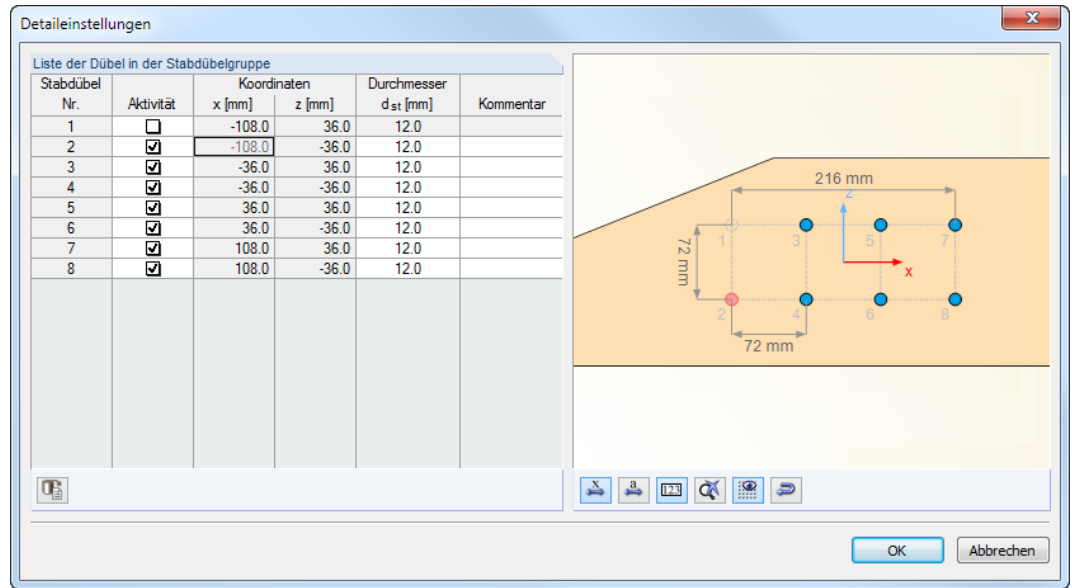 Detaileinstellungen
x
Liste der Dübel in der Stabdübelgruppe
Stabdübel Koordinaten Durchmesser
Nr. Aktivität x [mm] z [mm] d st [mm] Kommentar
1 -108.0 36.0 12.0
2 -108.0 -36.0 12.0
3 -36.0 36.0 12.0
4 -36.0 -36.0 12.0
5 36.0 36.0 12.0
6 36.0 -36.0 12.0
7 108.0 36.0 12.0
8 108.0 -36.0 12.0
216 mm
z
1 3 5 7
72 mm
x
2 4 6 8
72 mm
x a 123
OK Abbrechen